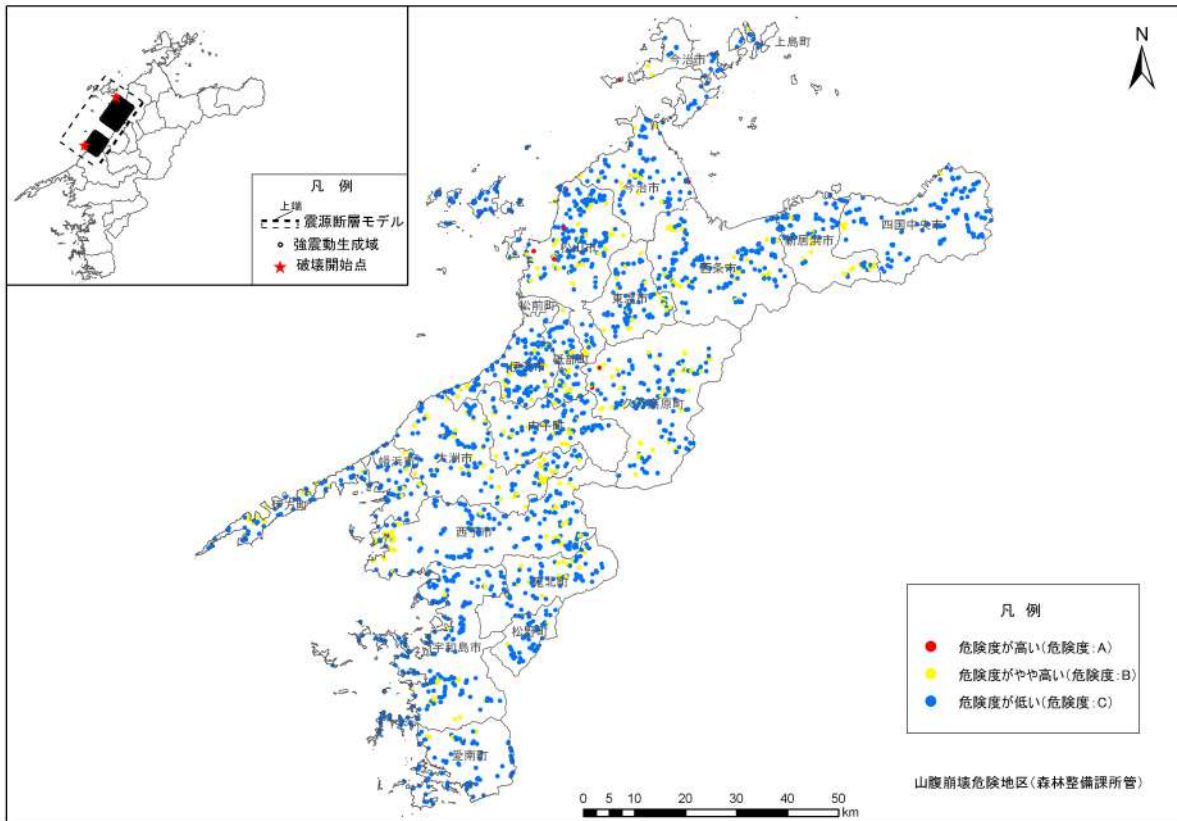 凡 例
上端
震源断層モデル
強震動生成域
破壊開始点
N
上島町
今治市
今治市
四国中央市
新居浜市
松山市
西条市
東温市
松前町
砥部町
伊予市
久万高原町
内子町
大洲市
八幡浜市
伊方町
西予市
鬼北町
松野町
宇和島市
愛南町
凡 例
危険度が高い(危険度:A)
危険度がやや高い(危険度:B)
危険度が低い(危険度:C)
山腹崩壊危険地区(森林整備課所管)
0 5 10 20 30 40 50
km